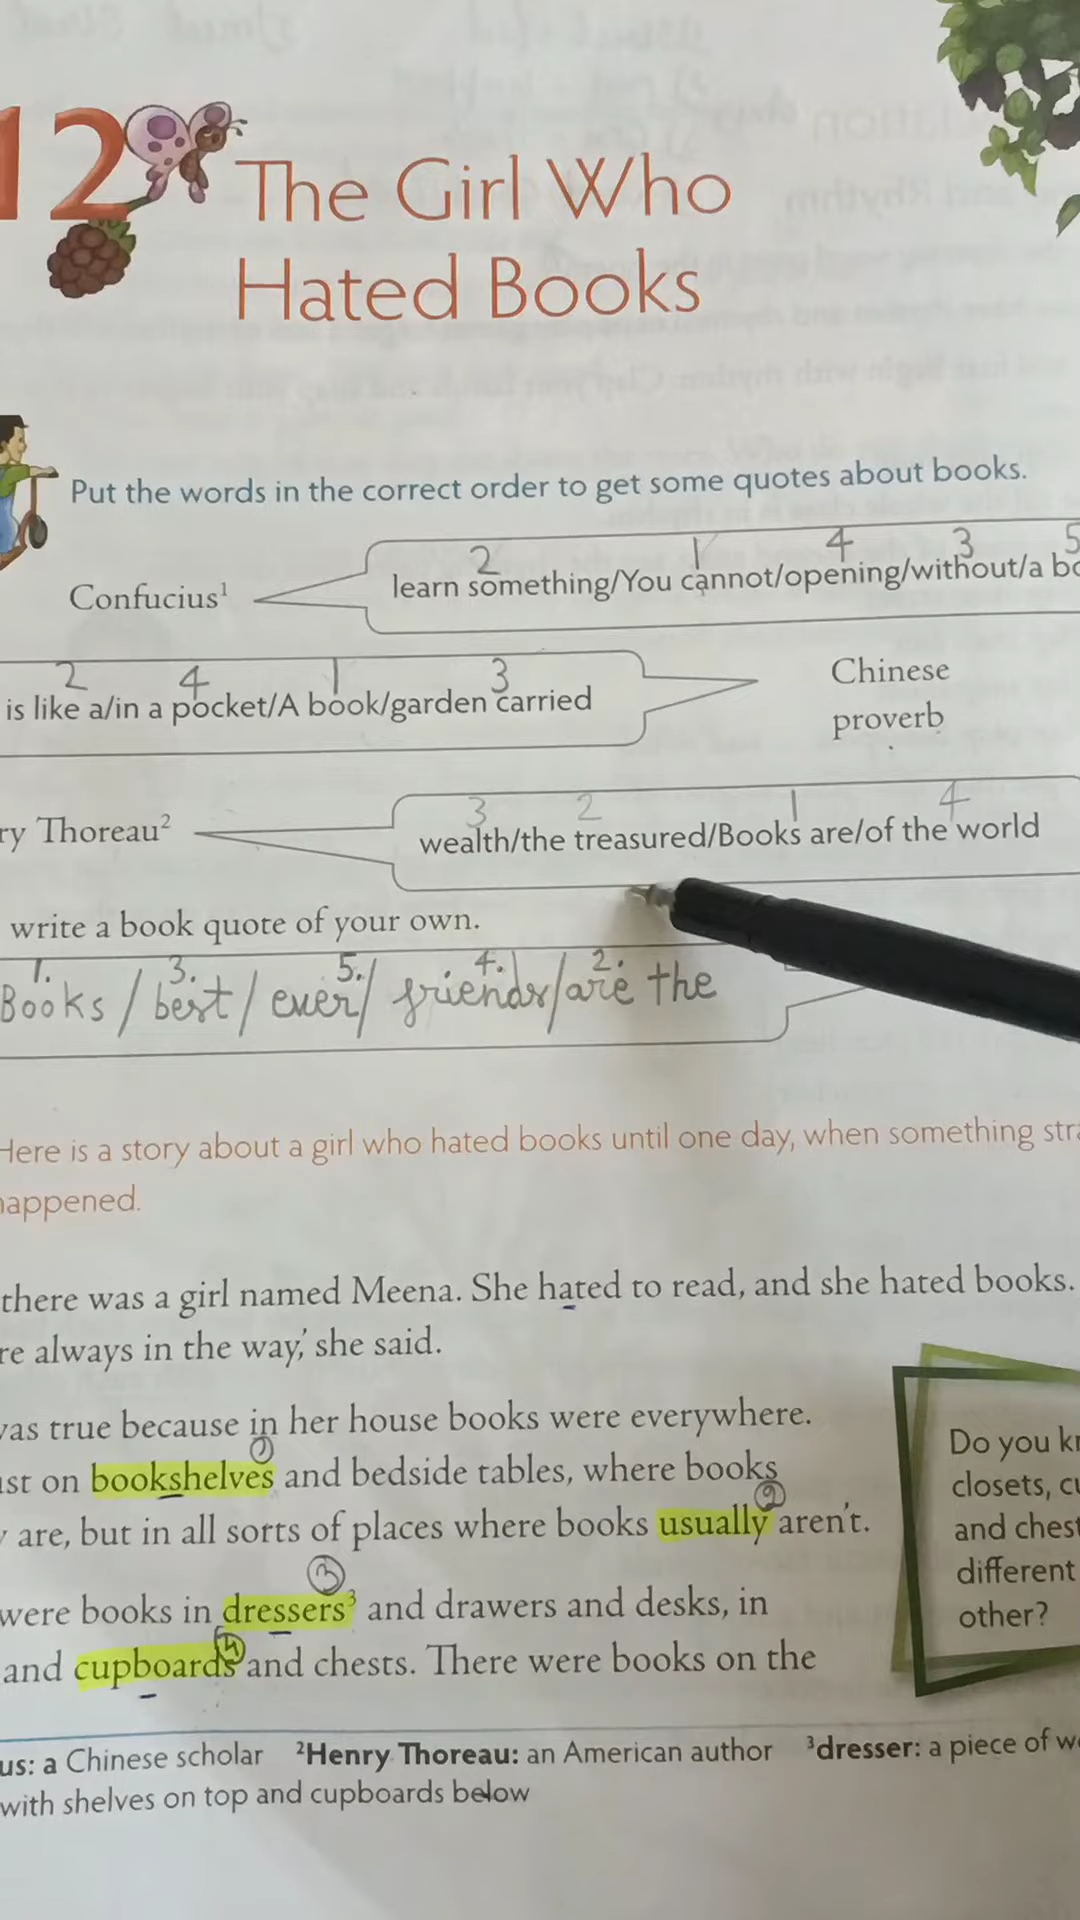 12
The Girl Who
Hated Books
Put the words in the correct order to get some quotes about books.
2 1 4 3 5
Confucius¹ learn something/You cannot/opening/without/a
2 4 1 3
is like a/in a pocket/A book/garden carried
Chinese
proverb
3 2 1 4
Thoreau² wealth/the treasured/Books are/of the world
write a book quote of your own.
1. 3. 5. 4. 2.
Books / best / ever / friends / are the
Here is a story about a girl who hated books until one day, when something
happened.
there was a girl named Meena. She hated to read, and she hated books.
always in the way,' she said.
was true because in her house books were everywhere.
1
on bookshelves and bedside tables, where books
2
are, but in all sorts of places where books usually aren't.
3
were books in dressers³ and drawers and desks, in
4
and cupboards and chests. There were books on the
Do you
closets,
and
different
other?
a Chinese scholar ²Henry Thoreau: an American author ³dresser: a piece of
with shelves on top and cupboards below